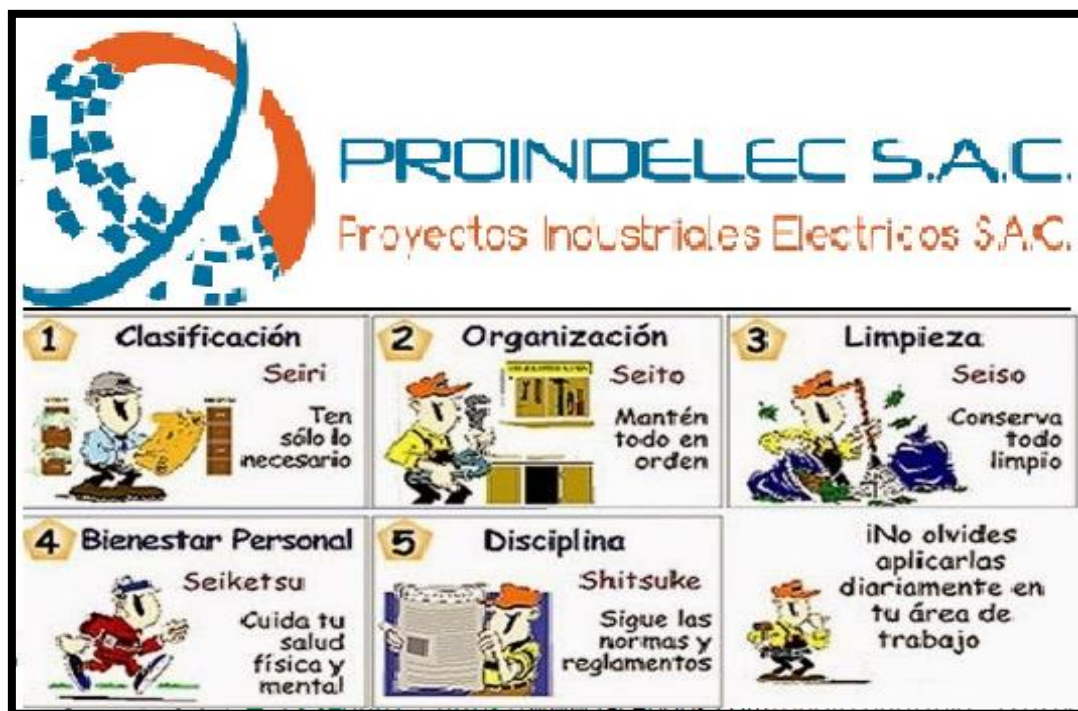 PROINDELEC S.A.C.
Proyectos Industriales Electricos S.A.C.
1 Clasificación
Seiri
Ten
sólo lo
necesario
2 Organización
Seito
Mantén
todo en
orden
3 Limpieza
Seiso
Conserva
todo
limpio
4 Bienestar Personal
Seiketsu
Cuida tu
salud
física y
mental
5 Disciplina
Shitsuke
Sigue las
normas y
reglamentos
¡No olvides
aplicarlas
diariamente en
tu área de
trabajo